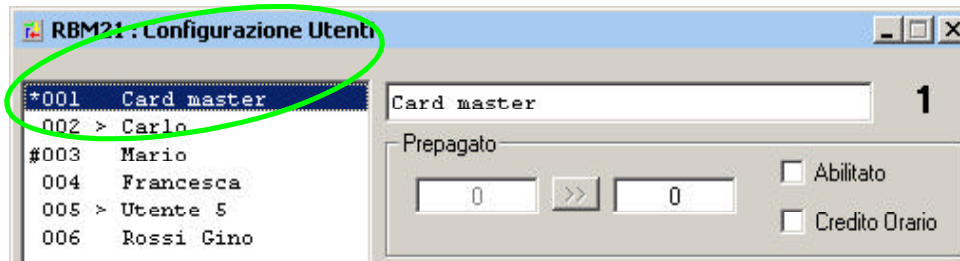 RBM21 : Configurazione Utenti
*001 Card master
002 > Carlo
#003 Mario
004 Francesca
005 > Utente 5
006 Rossi Gino
Card master
1
Prepagato
0 >> 0
Abilitato
Credito Orario